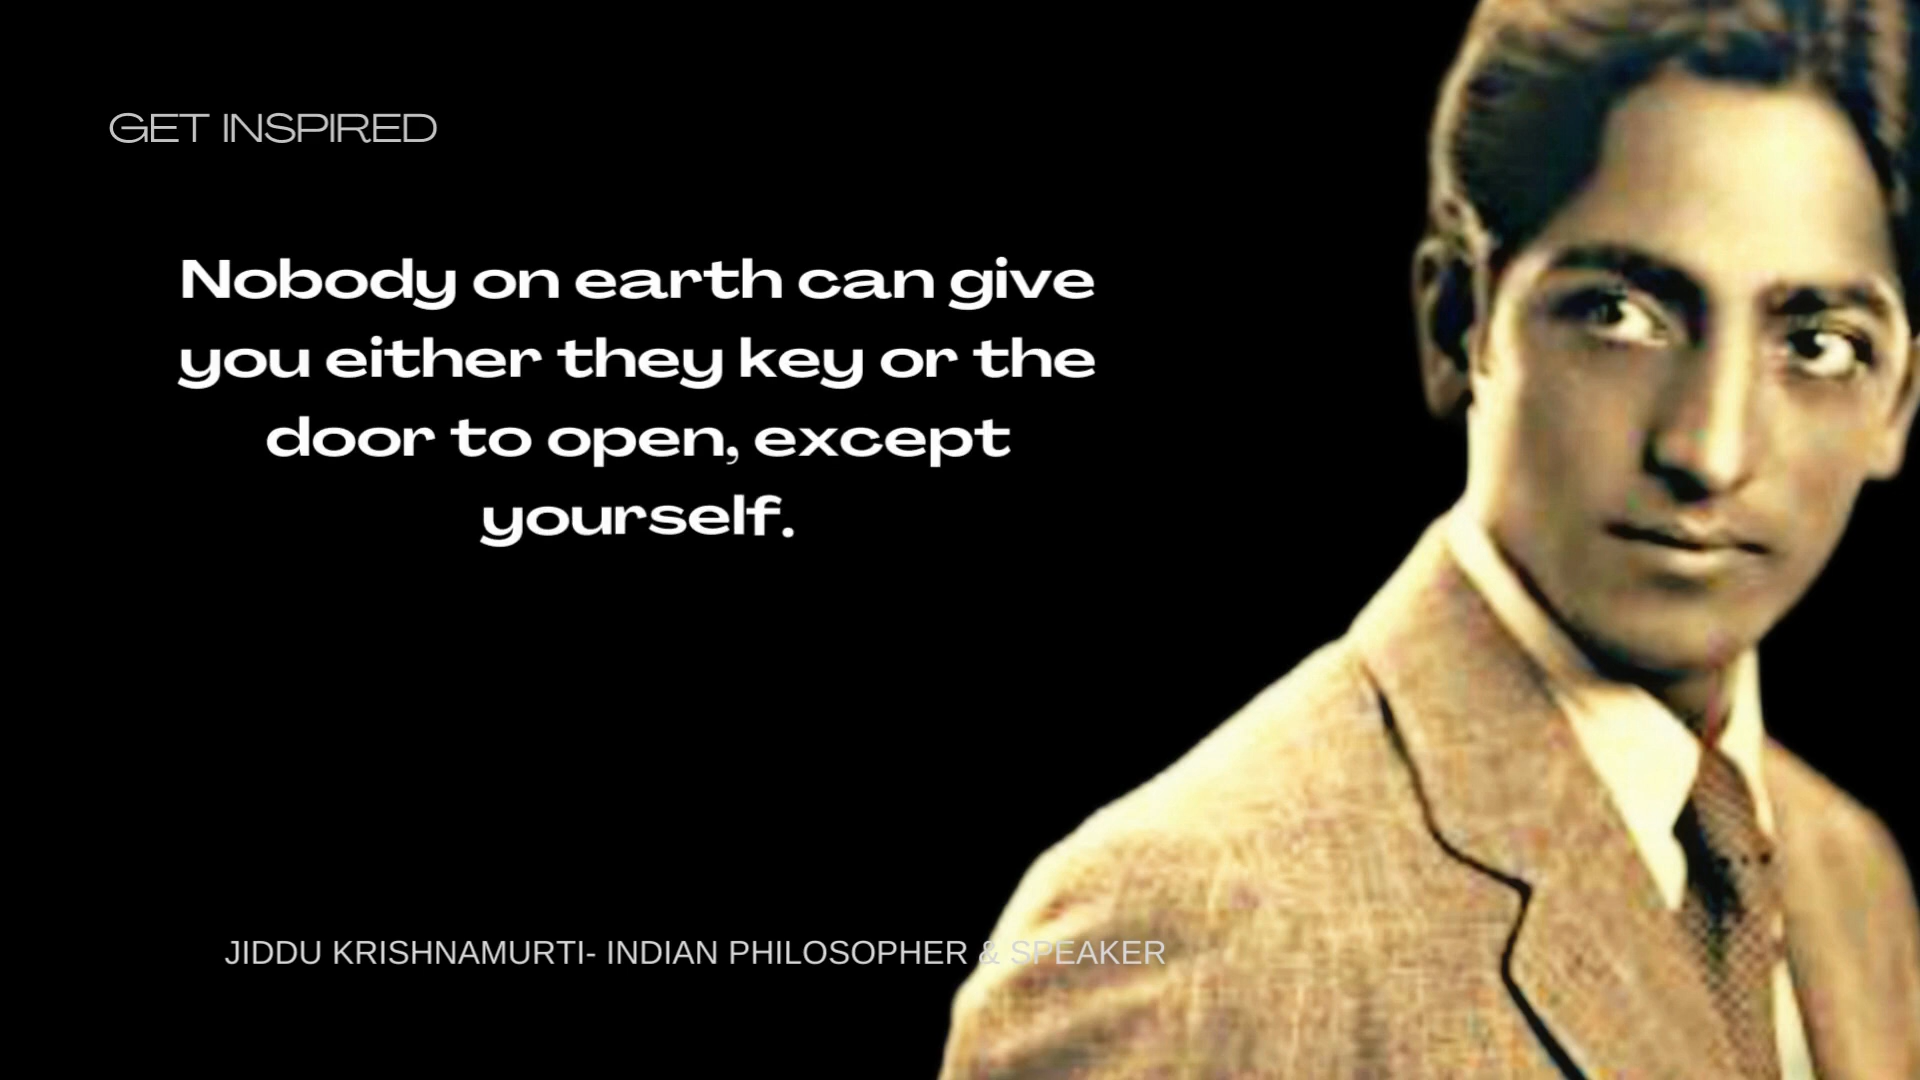 GET INSPIRED
Nobody on earth can give
you either they key or the
door to open, except
yourself.
JIDDU KRISHNAMURTI- INDIAN PHILOSOPHER & SPEAKER